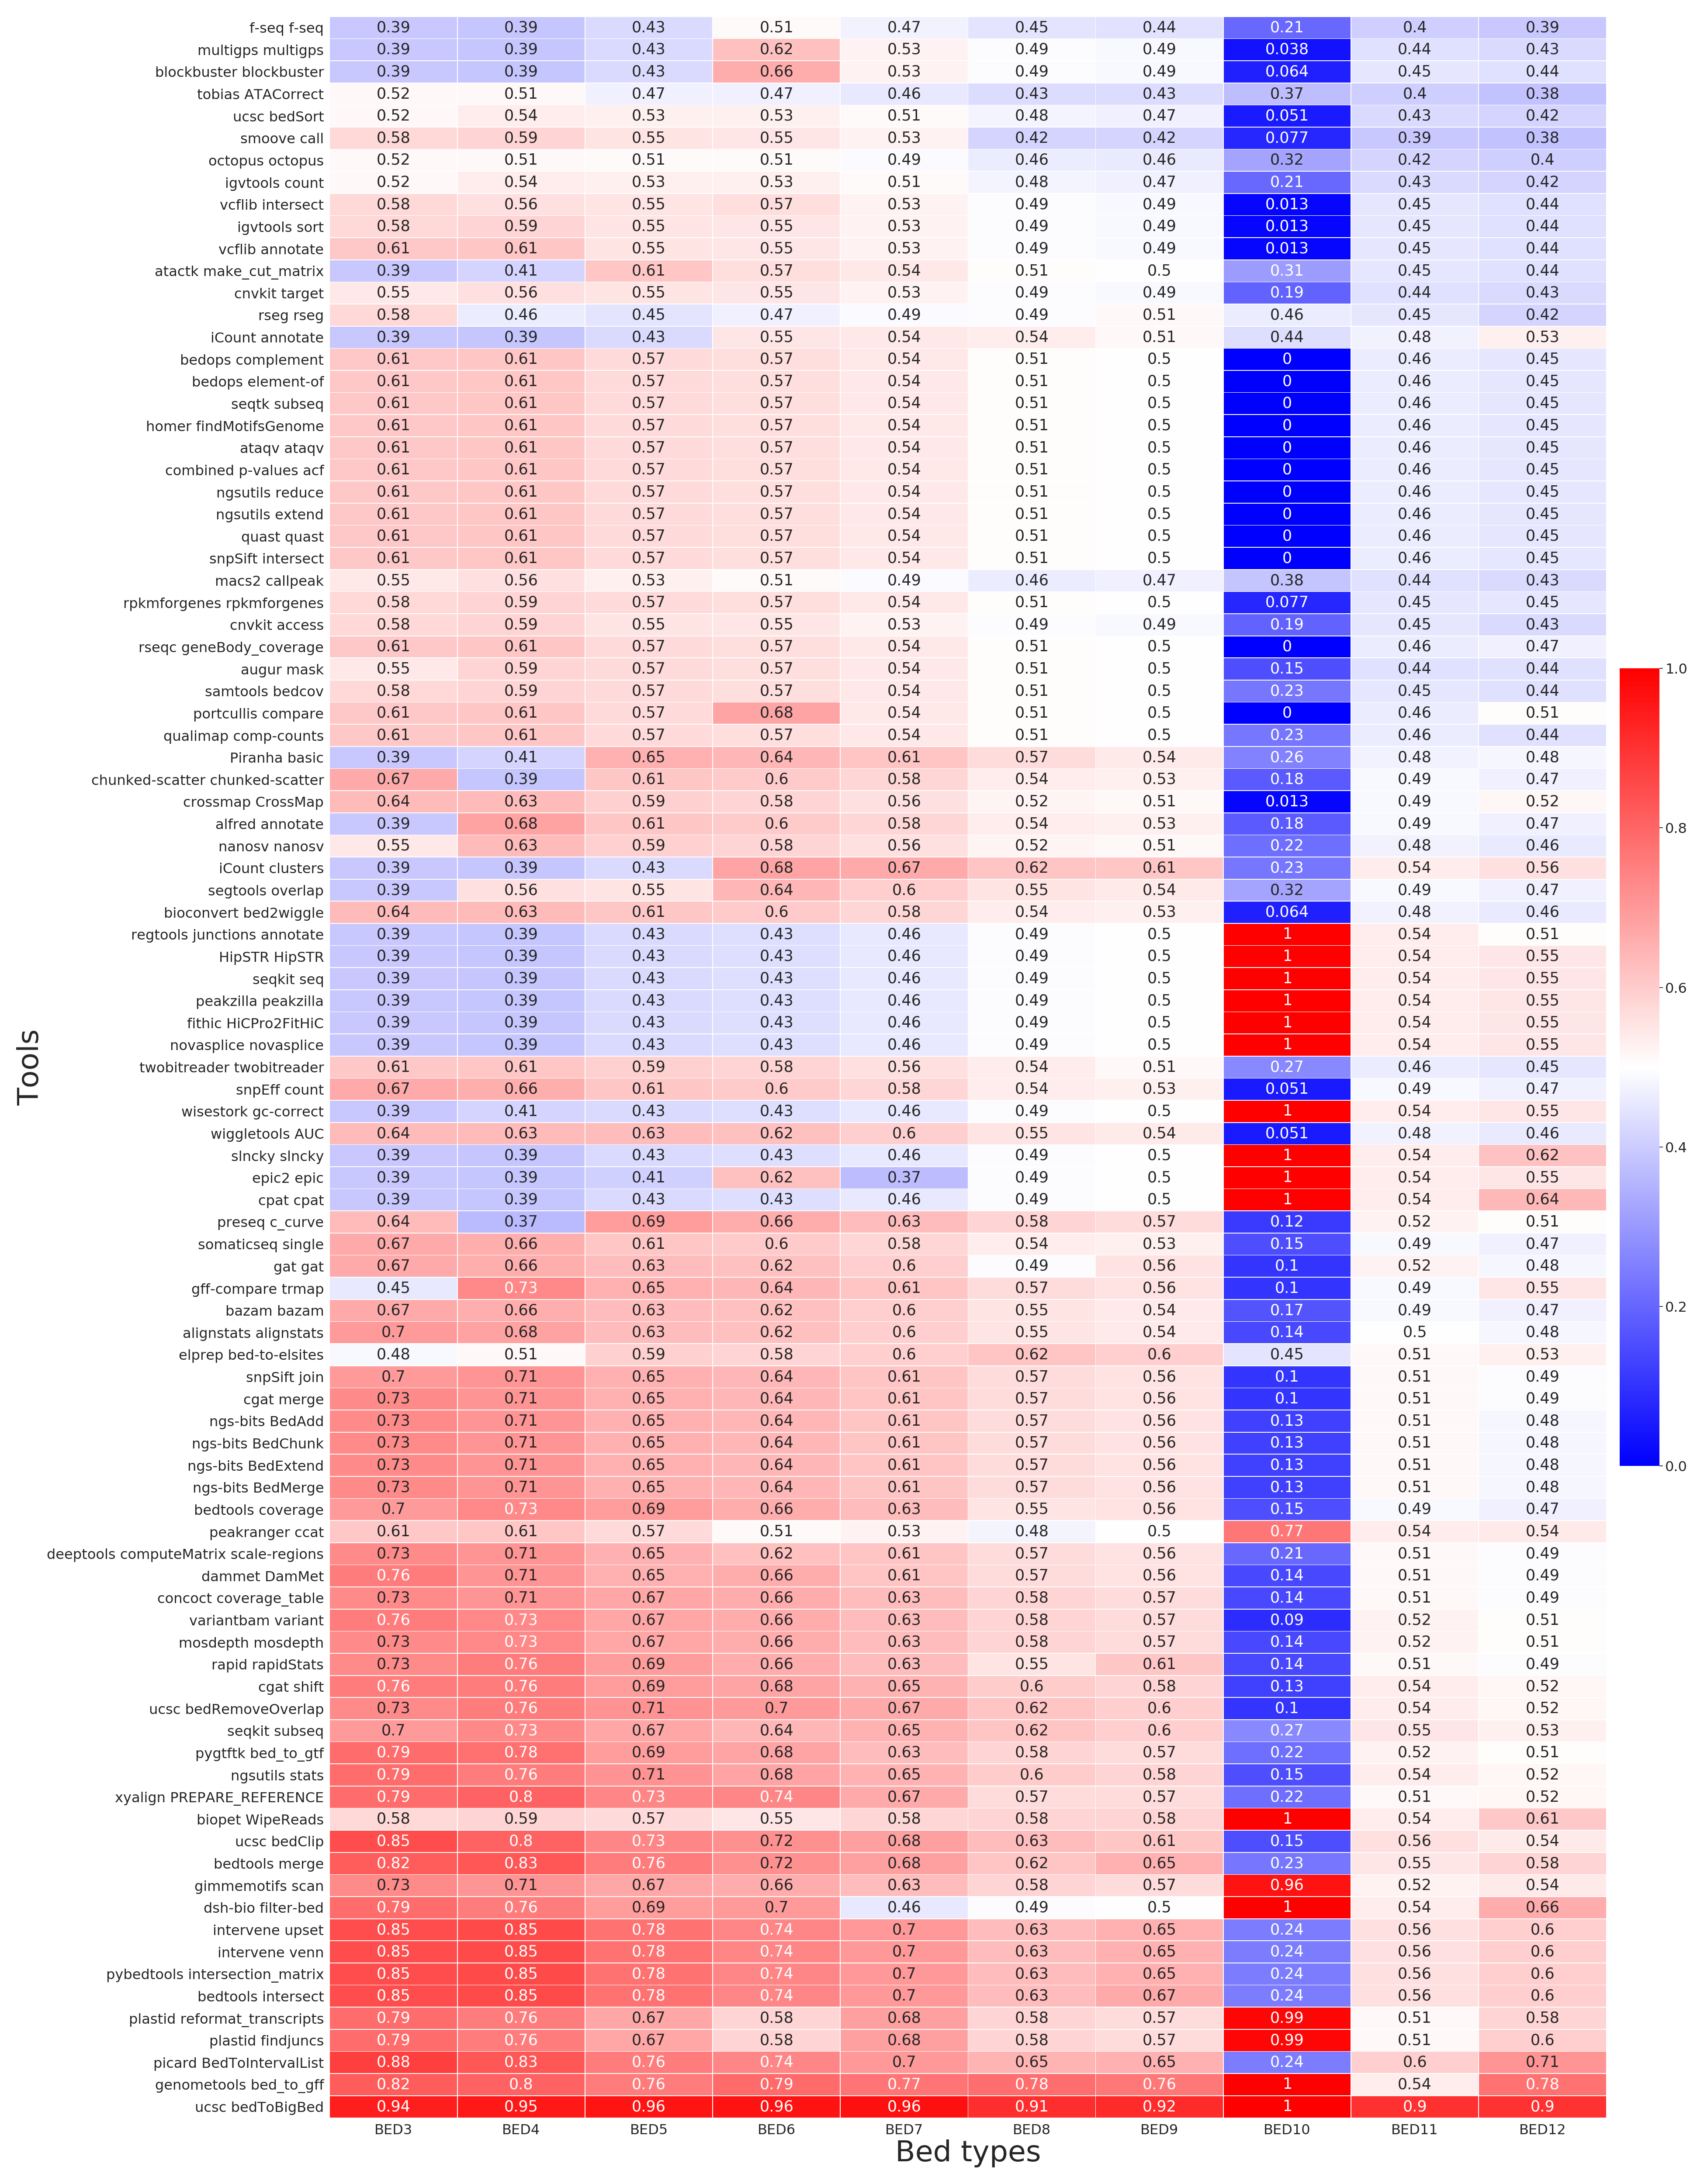 f-seq f-seq 0.39 0.39 0.43 0.51 0.47 0.45 0.44 0.21 0.4 0.39
multigps multigps 0.39 0.39 0.43 0.62 0.53 0.49 0.49 0.038 0.44 0.43
blockbuster blockbuster 0.39 0.39 0.43 0.66 0.53 0.49 0.49 0.064 0.45 0.44
tobias ATACorrect 0.52 0.51 0.47 0.47 0.46 0.43 0.43 0.37 0.4 0.38
ucsc bedSort 0.52 0.54 0.53 0.53 0.51 0.48 0.47 0.051 0.43 0.42
smoove call 0.58 0.59 0.55 0.55 0.53 0.42 0.42 0.077 0.39 0.38
octopus octopus 0.52 0.51 0.51 0.51 0.49 0.46 0.46 0.32 0.42 0.4
igvtools count 0.52 0.54 0.53 0.53 0.51 0.48 0.47 0.21 0.43 0.42
vcflib intersect 0.58 0.56 0.55 0.57 0.53 0.49 0.49 0.013 0.45 0.44
igvtools sort 0.58 0.59 0.55 0.55 0.53 0.49 0.49 0.013 0.45 0.44
vcflib annotate 0.61 0.61 0.55 0.55 0.53 0.49 0.49 0.013 0.45 0.44
atactk make_cut_matrix 0.39 0.41 0.61 0.57 0.54 0.51 0.5 0.31 0.45 0.44
cnvkit target 0.55 0.56 0.55 0.55 0.53 0.49 0.49 0.19 0.44 0.43
rseg rseg 0.58 0.46 0.45 0.47 0.49 0.49 0.51 0.46 0.45 0.42
iCount annotate 0.39 0.39 0.43 0.55 0.54 0.54 0.51 0.44 0.48 0.53
bedops complement 0.61 0.61 0.57 0.57 0.54 0.51 0.5 0 0.46 0.45
bedops element-of 0.61 0.61 0.57 0.57 0.54 0.51 0.5 0 0.46 0.45
seqtk subseq 0.61 0.61 0.57 0.57 0.54 0.51 0.5 0 0.46 0.45
homer findMotifsGenome 0.61 0.61 0.57 0.57 0.54 0.51 0.5 0 0.46 0.45
ataqv ataqv 0.61 0.61 0.57 0.57 0.54 0.51 0.5 0 0.46 0.45
combined p-values acf 0.61 0.61 0.57 0.57 0.54 0.51 0.5 0 0.46 0.45
ngsutils reduce 0.61 0.61 0.57 0.57 0.54 0.51 0.5 0 0.46 0.45
ngsutils extend 0.61 0.61 0.57 0.57 0.54 0.51 0.5 0 0.46 0.45
quast quast 0.61 0.61 0.57 0.57 0.54 0.51 0.5 0 0.46 0.45
snpSift intersect 0.61 0.61 0.57 0.57 0.54 0.51 0.5 0 0.46 0.45
macs2 callpeak 0.55 0.56 0.53 0.51 0.49 0.46 0.47 0.38 0.44 0.43
rpkmforgenes rpkmforgenes 0.58 0.59 0.57 0.57 0.54 0.51 0.5 0.077 0.45 0.45
cnvkit access 0.58 0.59 0.55 0.55 0.53 0.49 0.49 0.19 0.45 0.43
rseqc geneBody_coverage 0.61 0.61 0.57 0.57 0.54 0.51 0.5 0 0.46 0.47
augur mask 0.55 0.59 0.57 0.57 0.54 0.51 0.5 0.15 0.44 0.44
samtools bedcov 0.58 0.59 0.57 0.57 0.54 0.51 0.5 0.23 0.45 0.44
portcullis compare 0.61 0.61 0.57 0.68 0.54 0.51 0.5 0 0.46 0.51
qualimap comp-counts 0.61 0.61 0.57 0.57 0.54 0.51 0.5 0.23 0.46 0.44
Piranha basic 0.39 0.41 0.65 0.64 0.61 0.57 0.54 0.26 0.48 0.48
chunked-scatter chunked-scatter 0.67 0.39 0.61 0.6 0.58 0.54 0.53 0.18 0.49 0.47
crossmap CrossMap 0.64 0.63 0.59 0.58 0.56 0.52 0.51 0.013 0.49 0.52
alfred annotate 0.39 0.68 0.61 0.6 0.58 0.54 0.53 0.18 0.49 0.47
nanosv nanosv 0.55 0.63 0.59 0.58 0.56 0.52 0.51 0.22 0.48 0.46
iCount clusters 0.39 0.39 0.43 0.68 0.67 0.62 0.61 0.23 0.54 0.56
segtools overlap 0.39 0.56 0.55 0.64 0.6 0.55 0.54 0.32 0.49 0.47
bioconvert bed2wiggle 0.64 0.63 0.61 0.6 0.58 0.54 0.53 0.064 0.48 0.46
regtools junctions annotate 0.39 0.39 0.43 0.43 0.46 0.49 0.5 1 0.54 0.51
HipSTR HipSTR 0.39 0.39 0.43 0.43 0.46 0.49 0.5 1 0.54 0.55
seqkit seq 0.39 0.39 0.43 0.43 0.46 0.49 0.5 1 0.54 0.55
peakzilla peakzilla 0.39 0.39 0.43 0.43 0.46 0.49 0.5 1 0.54 0.55
fithic HiCPro2FitHiC 0.39 0.39 0.43 0.43 0.46 0.49 0.5 1 0.54 0.55
novasplice novasplice 0.39 0.39 0.43 0.43 0.46 0.49 0.5 1 0.54 0.55
twobitreader twobitreader 0.61 0.61 0.59 0.58 0.56 0.54 0.51 0.27 0.46 0.45
snpEff count 0.67 0.66 0.61 0.6 0.58 0.54 0.53 0.051 0.49 0.47
wisestork gc-correct 0.39 0.41 0.43 0.43 0.46 0.49 0.5 1 0.54 0.55
wiggletools AUC 0.64 0.63 0.63 0.62 0.6 0.55 0.54 0.051 0.48 0.46
slncky slncky 0.39 0.39 0.43 0.43 0.46 0.49 0.5 1 0.54 0.62
epic2 epic 0.39 0.39 0.41 0.62 0.37 0.49 0.5 1 0.54 0.55
cpat cpat 0.39 0.39 0.43 0.43 0.46 0.49 0.5 1 0.54 0.64
preseq c_curve 0.64 0.37 0.69 0.66 0.63 0.58 0.57 0.12 0.52 0.51
somaticseq single 0.67 0.66 0.61 0.6 0.58 0.54 0.53 0.15 0.49 0.47
gat gat 0.67 0.66 0.63 0.62 0.6 0.49 0.56 0.1 0.52 0.48
gff-compare trmap 0.45 0.73 0.65 0.64 0.61 0.57 0.56 0.1 0.49 0.55
bazam bazam 0.67 0.66 0.63 0.62 0.6 0.55 0.54 0.17 0.49 0.47
alignstats alignstats 0.7 0.68 0.63 0.62 0.6 0.55 0.54 0.14 0.5 0.48
elprep bed-to-elsites 0.48 0.51 0.59 0.58 0.6 0.62 0.6 0.45 0.51 0.53
snpSift join 0.7 0.71 0.65 0.64 0.61 0.57 0.56 0.1 0.51 0.49
cgat merge 0.73 0.71 0.65 0.64 0.61 0.57 0.56 0.1 0.51 0.49
ngs-bits BedAdd 0.73 0.71 0.65 0.64 0.61 0.57 0.56 0.13 0.51 0.48
ngs-bits BedChunk 0.73 0.71 0.65 0.64 0.61 0.57 0.56 0.13 0.51 0.48
ngs-bits BedExtend 0.73 0.71 0.65 0.64 0.61 0.57 0.56 0.13 0.51 0.48
ngs-bits BedMerge 0.73 0.71 0.65 0.64 0.61 0.57 0.56 0.13 0.51 0.48
bedtools coverage 0.7 0.73 0.69 0.66 0.63 0.55 0.56 0.15 0.49 0.47
peakranger ccat 0.61 0.61 0.57 0.51 0.53 0.48 0.5 0.77 0.54 0.54
deeptools computeMatrix scale-regions 0.73 0.71 0.65 0.62 0.61 0.57 0.56 0.21 0.51 0.49
dammet DamMet 0.76 0.71 0.65 0.66 0.61 0.57 0.56 0.14 0.51 0.49
concoct coverage_table 0.73 0.71 0.67 0.66 0.63 0.58 0.57 0.14 0.51 0.49
variantbam variant 0.76 0.73 0.67 0.66 0.63 0.58 0.57 0.09 0.52 0.51
mosdepth mosdepth 0.73 0.73 0.67 0.66 0.63 0.58 0.57 0.14 0.52 0.51
rapid rapidStats 0.73 0.76 0.69 0.66 0.63 0.55 0.61 0.14 0.51 0.49
cgat shift 0.76 0.76 0.69 0.68 0.65 0.6 0.58 0.13 0.54 0.52
ucsc bedRemoveOverlap 0.73 0.76 0.71 0.7 0.67 0.62 0.6 0.1 0.54 0.52
seqkit subseq 0.7 0.73 0.67 0.64 0.65 0.62 0.6 0.27 0.55 0.53
pygtftk bed_to_gtf 0.79 0.78 0.69 0.68 0.63 0.58 0.57 0.22 0.52 0.51
ngsutils stats 0.79 0.76 0.71 0.68 0.65 0.6 0.58 0.15 0.54 0.52
xyalign PREPARE_REFERENCE 0.79 0.8 0.73 0.74 0.67 0.57 0.57 0.22 0.51 0.52
biopet WipeReads 0.58 0.59 0.57 0.55 0.58 0.58 0.58 1 0.54 0.61
ucsc bedClip 0.85 0.8 0.73 0.72 0.68 0.63 0.61 0.15 0.56 0.54
bedtools merge 0.82 0.83 0.76 0.72 0.68 0.62 0.65 0.23 0.55 0.58
gimmemotifs scan 0.73 0.71 0.67 0.66 0.63 0.58 0.57 0.96 0.52 0.54
dsh-bio filter-bed 0.79 0.76 0.69 0.7 0.46 0.49 0.5 1 0.54 0.66
intervene upset 0.85 0.85 0.78 0.74 0.7 0.63 0.65 0.24 0.56 0.6
intervene venn 0.85 0.85 0.78 0.74 0.7 0.63 0.65 0.24 0.56 0.6
pybedtools intersection_matrix 0.85 0.85 0.78 0.74 0.7 0.63 0.65 0.24 0.56 0.6
bedtools intersect 0.85 0.85 0.78 0.74 0.7 0.63 0.67 0.24 0.56 0.6
plastid reformat_transcripts 0.79 0.76 0.67 0.58 0.68 0.58 0.57 0.99 0.51 0.58
plastid findjuncs 0.79 0.76 0.67 0.58 0.68 0.58 0.57 0.99 0.51 0.6
picard BedToIntervalList 0.88 0.83 0.76 0.74 0.7 0.65 0.65 0.24 0.6 0.71
genometools bed_to_gff 0.82 0.8 0.76 0.79 0.77 0.78 0.76 1 0.54 0.78
ucsc bedToBigBed 0.94 0.95 0.96 0.96 0.96 0.91 0.92 1 0.9 0.9
BED3 BED4 BED5 BED6 BED7 BED8 BED9 BED10 BED11 BED12
Bed types
Tools
1.0
0.8
0.6
0.4
0.2
0.0